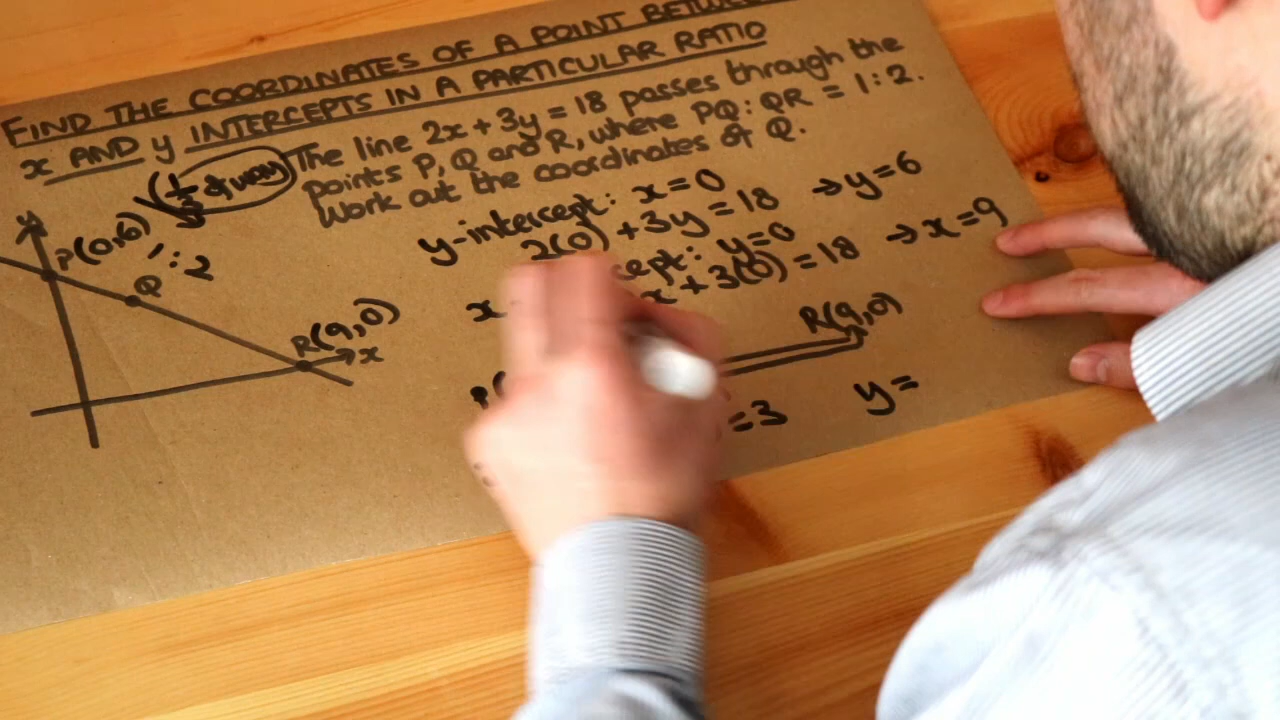 FIND THE COORDINATES OF A POINT
x AND y INTERCEPTS IN A PARTICULAR RATIO
The line 2x + 3y = 18 passes through the
points P, Q and R, where PQ : QR = 1 : 2.
Work out the coordinates of Q.
(1/3 of way)
y
P(0,6)
1 : 2
Q
R(9,0)
x
y-intercept: x=0
2(0) + 3y = 18 → y=6
x cept: y=0
x + 3(0) = 18 → x=9
R(9,0)
=3 y=